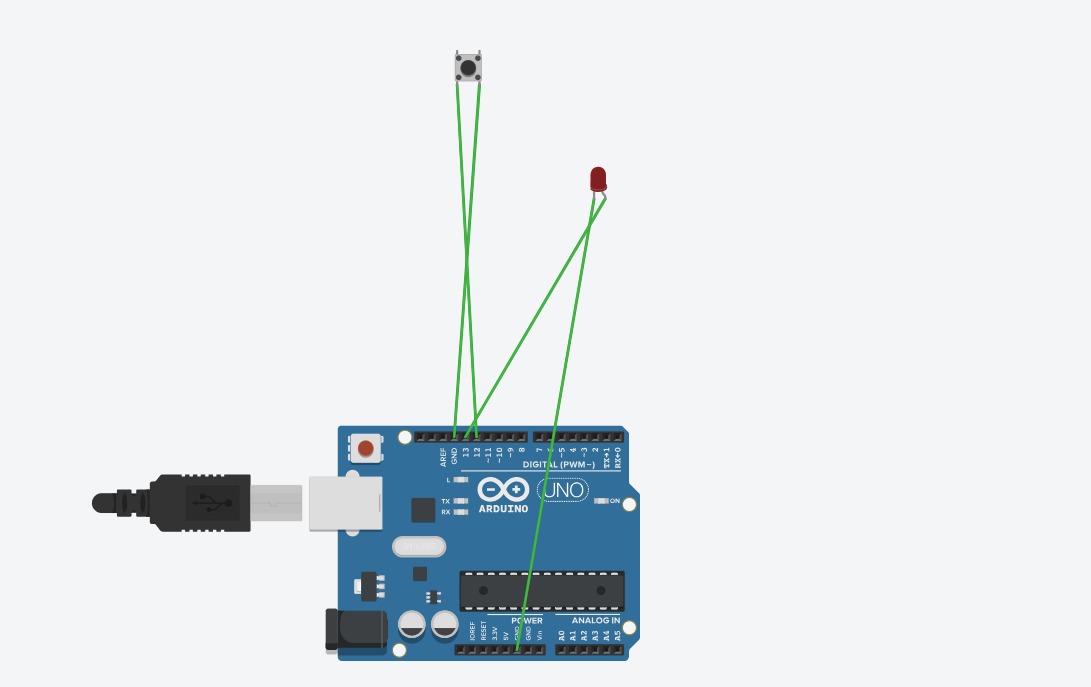 AREF
GND
13
12
~11
~10
~9
8
7
~5
4
~3
2
TX→1
RX←0
DIGITAL (PWM~)
L
TX
RX
UNO
ARDUINO
ON
POWER
ANALOG IN
IOREF
RESET
3.3V
5V
GND
GND
Vin
A0
A1
A2
A3
A4
A5